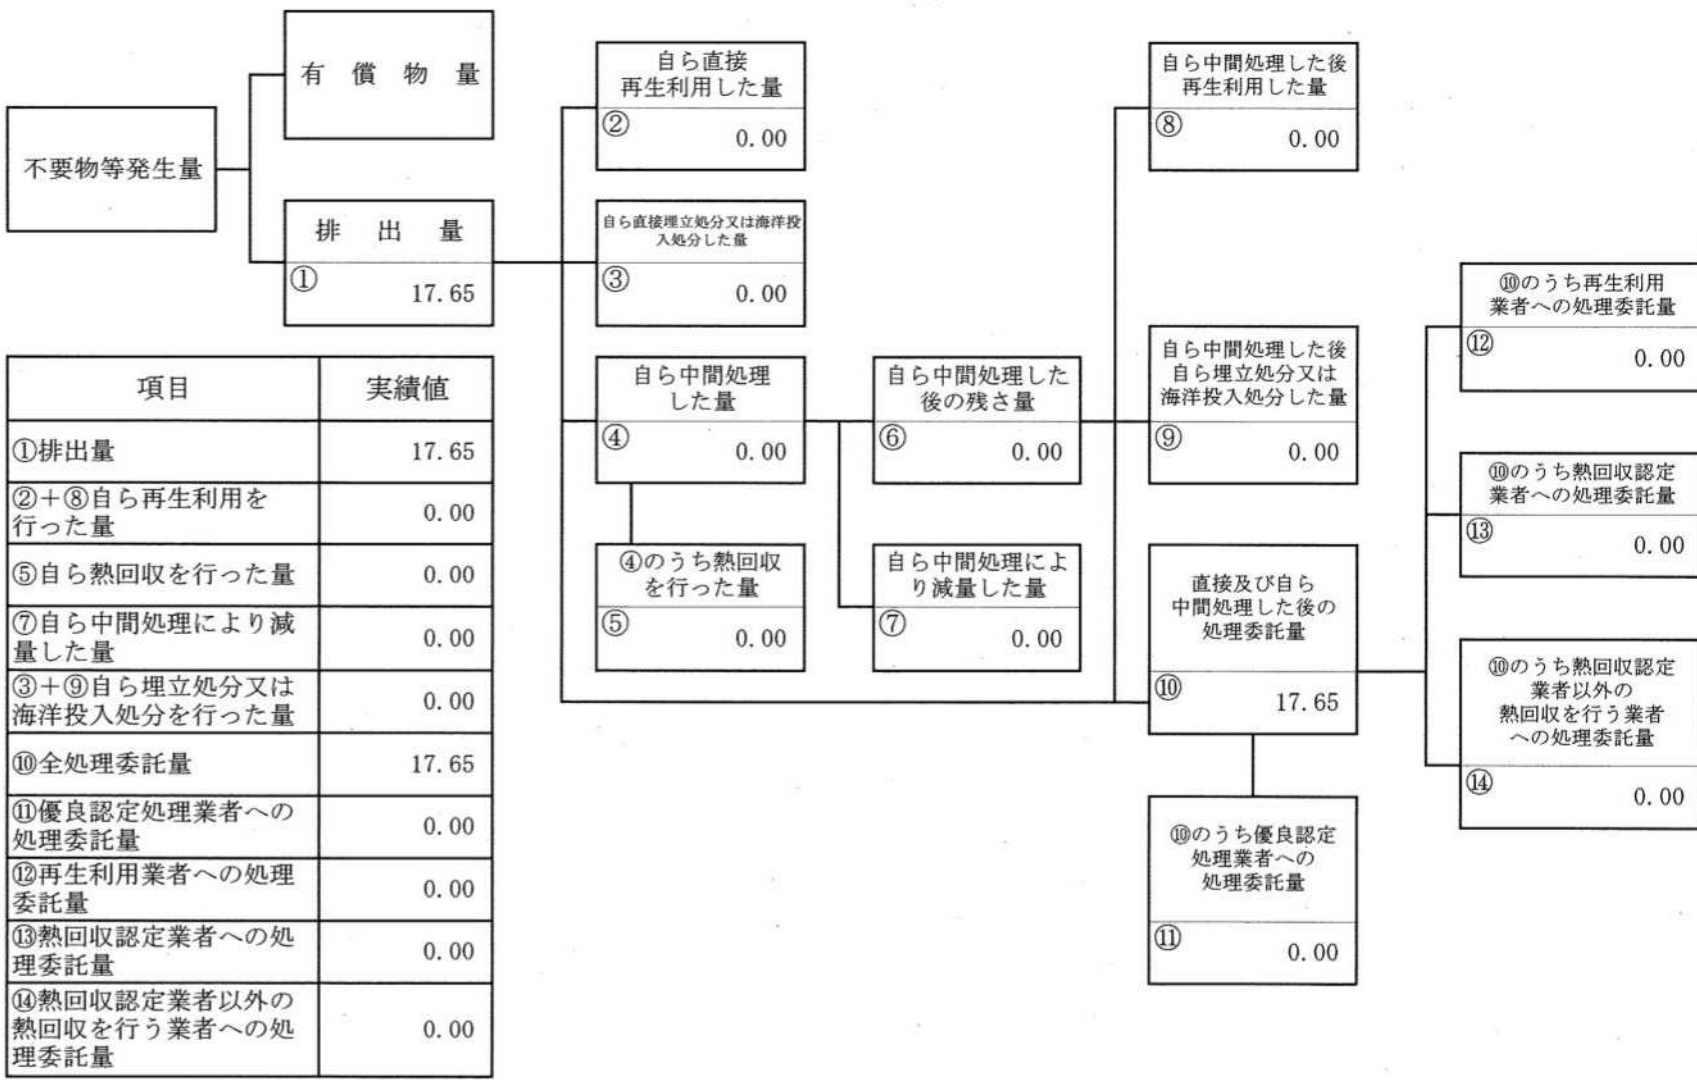 有償物量
不要物等発生量
排出量
① 17.65
自ら直接
再生利用した量
② 0.00
自ら直接埋立処分又は海洋投
入処分した量
③ 0.00
自ら中間処理
した量
④ 0.00
④のうち熱回収
を行った量
⑤ 0.00
自ら中間処理した
後の残さ量
⑥ 0.00
自ら中間処理によ
り減量した量
⑦ 0.00
自ら中間処理した後
再生利用した量
⑧ 0.00
自ら中間処理した後
自ら埋立処分又は
海洋投入処分した量
⑨ 0.00
直接及び自ら
中間処理した後の
処理委託量
⑩ 17.65
⑩のうち優良認定
処理業者への
処理委託量
⑪ 0.00
⑩のうち再生利用
業者への処理委託量
⑫ 0.00
⑩のうち熱回収認定
業者への処理委託量
⑬ 0.00
⑩のうち熱回収認定
業者以外の
熱回収を行う業者
への処理委託量
⑭ 0.00
項目 実績値
①排出量 17.65
②+⑧自ら再生利用を
行った量 0.00
⑤自ら熱回収を行った量 0.00
⑦自ら中間処理により減
量した量 0.00
③+⑨自ら埋立処分又は
海洋投入処分を行った量 0.00
⑩全処理委託量 17.65
⑪優良認定処理業者への
処理委託量 0.00
⑫再生利用業者への処理
委託量 0.00
⑬熱回収認定業者への処
理委託量 0.00
⑭熱回収認定業者以外の
熱回収を行う業者への処
理委託量 0.00